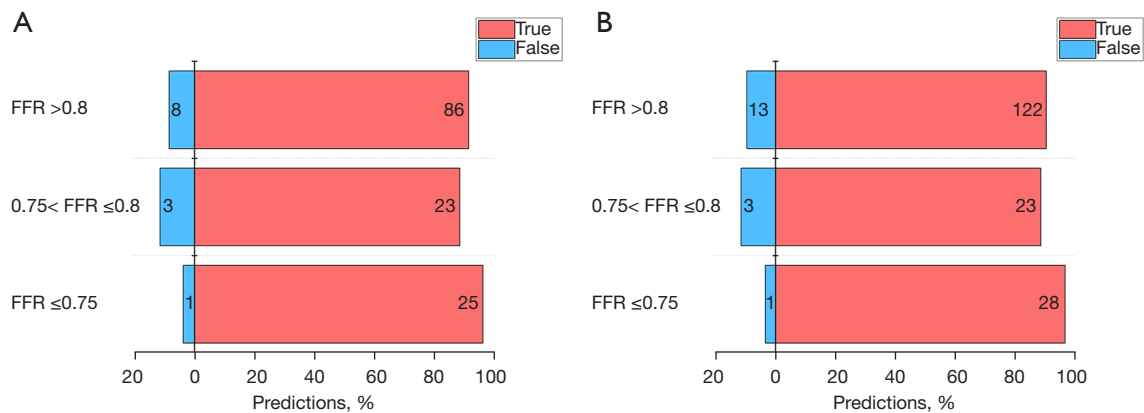 A
True
False
FFR >0.8
8
86
0.75< FFR ≤0.8
3
23
FFR ≤0.75
1
25
20 0 20 40 60 80 100
Predictions, %
B
True
False
FFR >0.8
13
122
0.75< FFR ≤0.8
3
23
FFR ≤0.75
1
28
20 0 20 40 60 80 100
Predictions, %